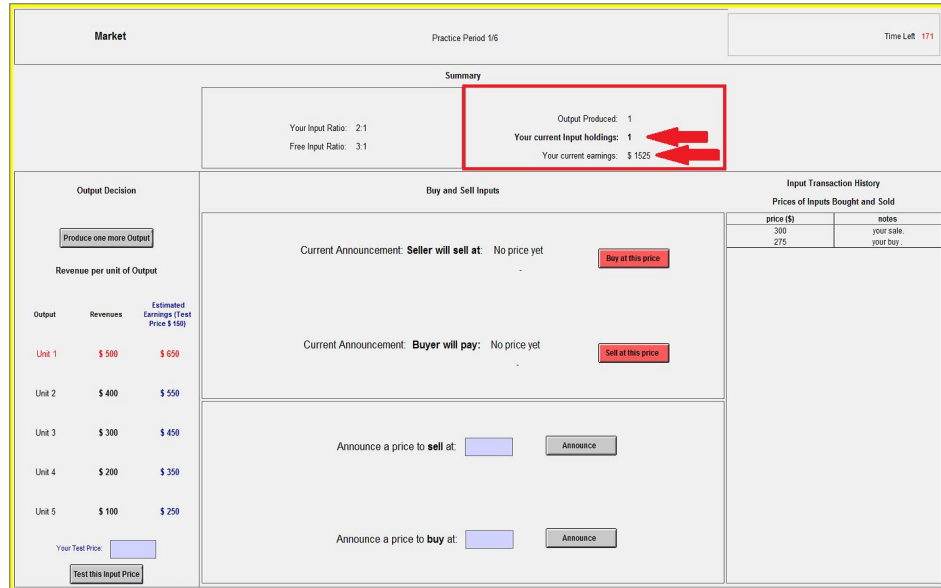 Market
Practice Period 1/6
Time Left 171
Summary
Your Input Ratio: 2:1
Free Input Ratio: 3:1
Output Produced: 1
Your current Input holdings: 1
Your current earnings: $ 1525
Output Decision
Produce one more Output
Revenue per unit of Output
Output Revenues Estimated Earnings (Test Price $ 150)
Unit 1 $ 500 $ 650
Unit 2 $ 400 $ 550
Unit 3 $ 300 $ 450
Unit 4 $ 200 $ 350
Unit 5 $ 100 $ 250
Your Test Price:
Test this Input Price
Buy and Sell Inputs
Current Announcement: Seller will sell at: No price yet
-
Buy at this price
Current Announcement: Buyer will pay: No price yet
-
Sell at this price
Announce a price to sell at:
Announce
Announce a price to buy at:
Announce
Input Transaction History
Prices of Inputs Bought and Sold
price ($) notes
300 your sale.
275 your buy .